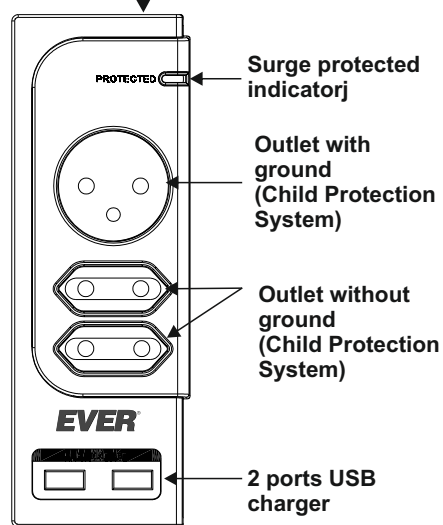 PROTECTED
Surge protected
indicatorj
Outlet with
ground
(Child Protection
System)
Outlet without
ground
(Child Protection
System)
EVER®
2 ports USB
charger